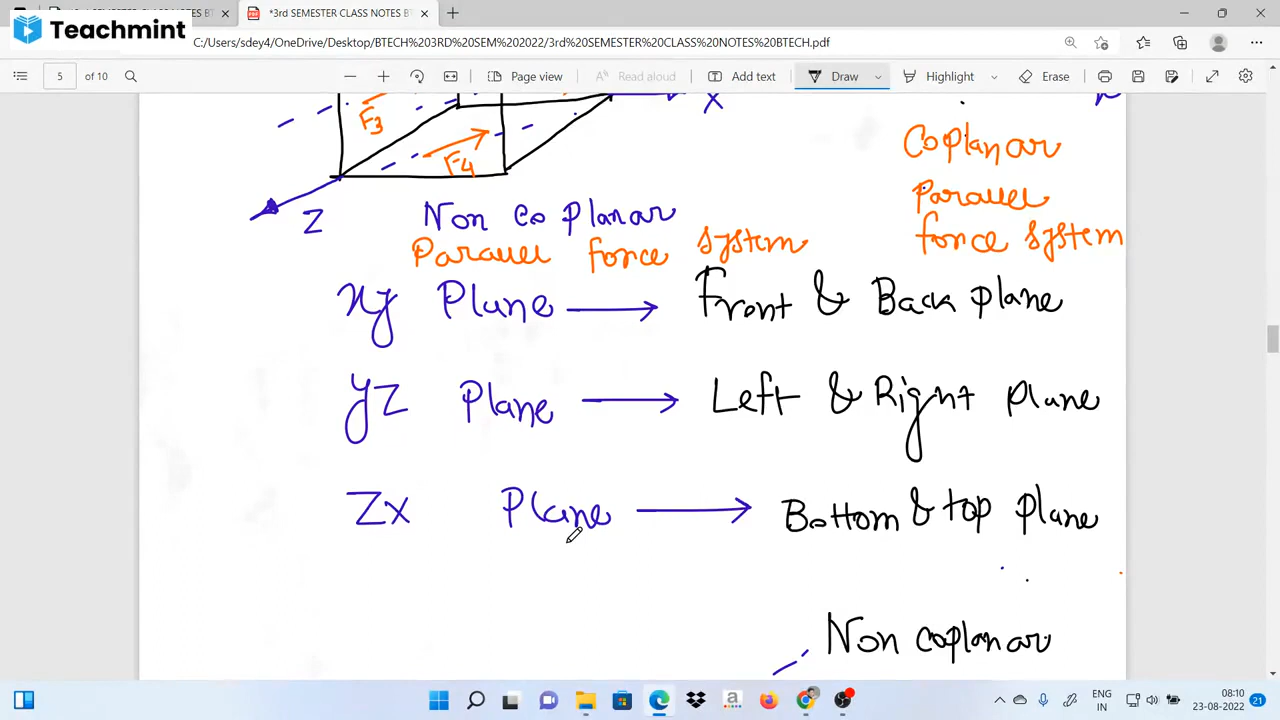 *3rd SEMESTER CLASS NOTES BT
Teachmint
C:/Users/sdey4/OneDrive/Desktop/BTECH%203RD%20SEM%202022/3rd%20SEMESTER%20CLASS%20NOTES%20BTECH.pdf
5 of 10 Page view Read aloud Add text Draw Highlight Erase
X
F3
F4
Z
Coplanar
Parallel
force system
Non Coplanar
Parallel force system
xy Plane → Front & Back plane
yz Plane → Left & Right plane
Zx Plane → Bottom & top plane
Non coplanar
ENG
IN
08:10
23-08-2022
21